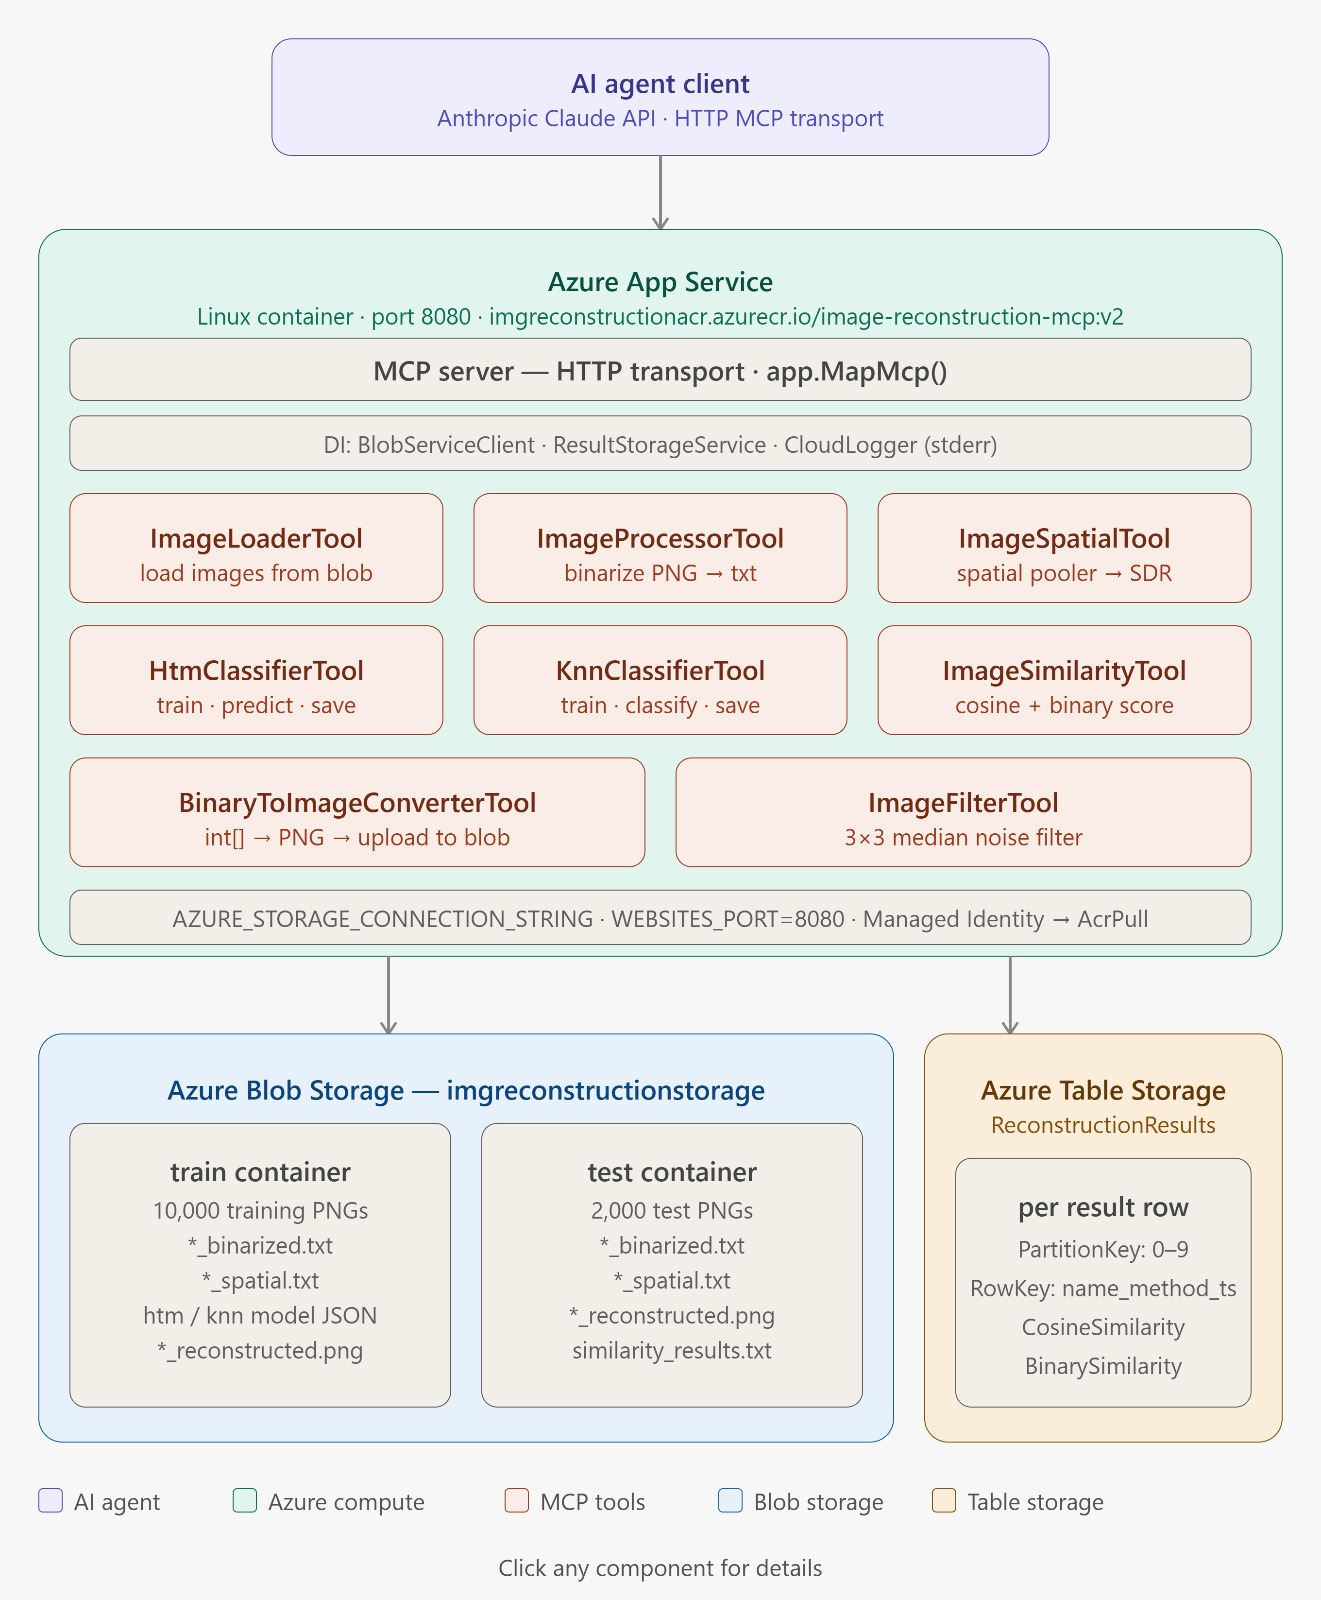 AI agent client
Anthropic Claude API · HTTP MCP transport
Azure App Service
Linux container · port 8080 · imgreconstructionacr.azurecr.io/image-reconstruction-mcp:v2
MCP server — HTTP transport · app.MapMcp()
DI: BlobServiceClient · ResultStorageService · CloudLogger (stderr)
ImageLoaderTool
load images from blob
ImageProcessorTool
binarize PNG → txt
ImageSpatialTool
spatial pooler → SDR
HtmClassifierTool
train · predict · save
KnnClassifierTool
train · classify · save
ImageSimilarityTool
cosine + binary score
BinaryToImageConverterTool
int[] → PNG → upload to blob
ImageFilterTool
3×3 median noise filter
AZURE_STORAGE_CONNECTION_STRING · WEBSITES_PORT=8080 · Managed Identity → AcrPull
Azure Blob Storage — imgreconstructionstorage
train container
10,000 training PNGs
*_binarized.txt
*_spatial.txt
htm / knn model JSON
*_reconstructed.png
test container
2,000 test PNGs
*_binarized.txt
*_spatial.txt
*_reconstructed.png
similarity_results.txt
Azure Table Storage
ReconstructionResults
per result row
PartitionKey: 0–9
RowKey: name_method_ts
CosineSimilarity
BinarySimilarity
AI agent
Azure compute
MCP tools
Blob storage
Table storage
Click any component for details